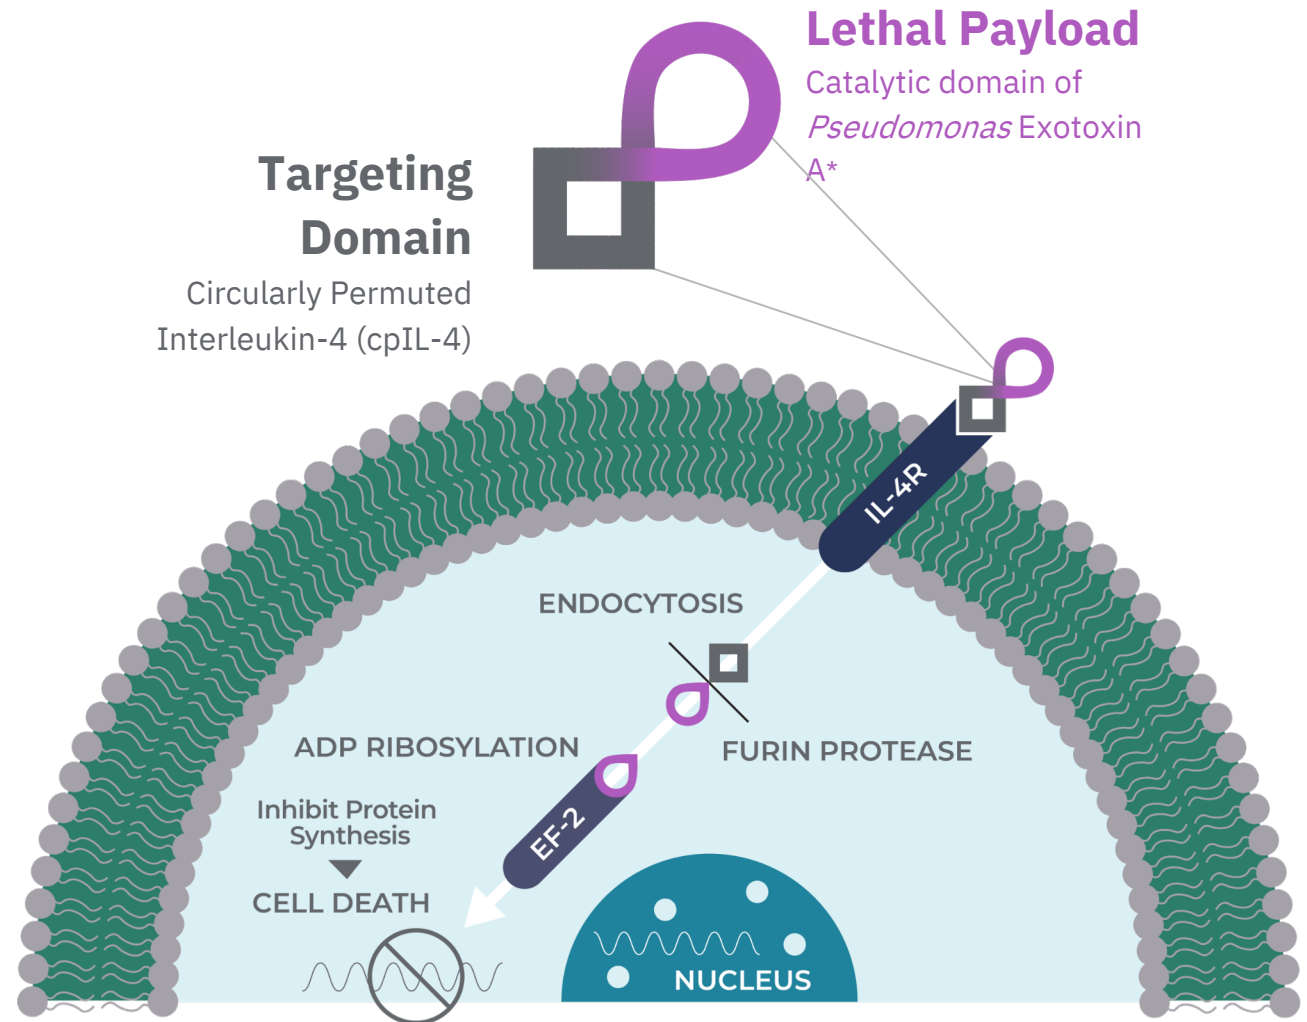 Lethal Payload
Catalytic domain of
Pseudomonas Exotoxin
A*
Targeting
Domain
Circularly Permuted
Interleukin-4 (cpIL-4)
IL-4R
ENDOCYTOSIS
FURIN PROTEASE
ADP RIBOSYLATION
EF-2
Inhibit Protein
Synthesis
CELL DEATH
NUCLEUS